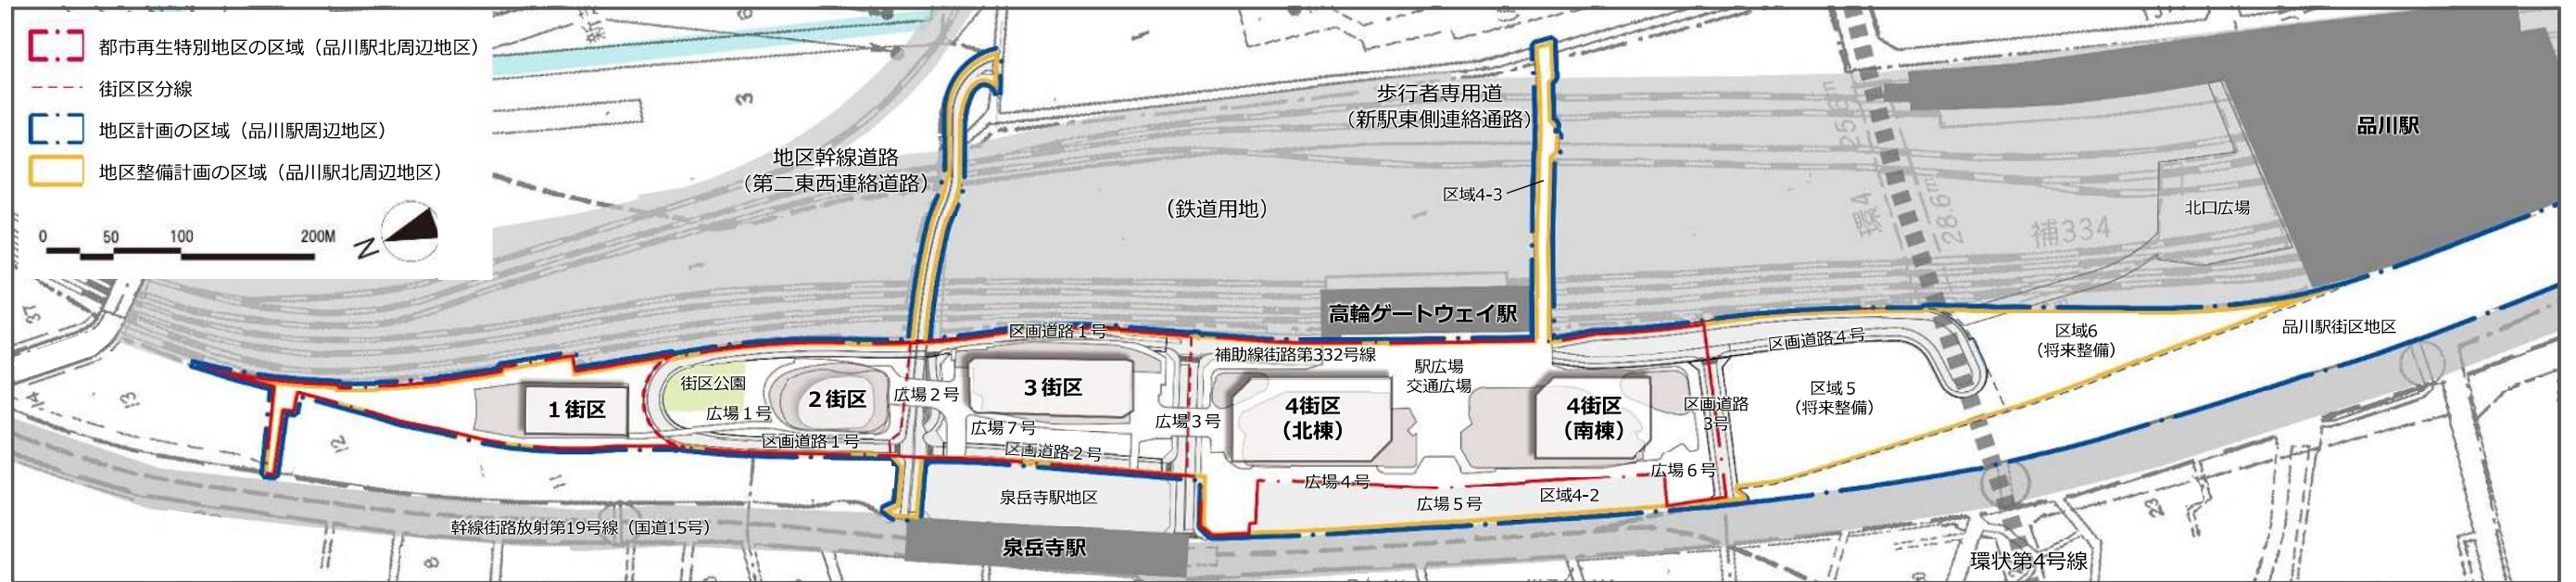 都市再生特別地区の区域（品川駅北周辺地区）
街区区分線
地区計画の区域（品川駅周辺地区）
地区整備計画の区域（品川駅北周辺地区）
0 50 100 200M
N
3
地区幹線道路
（第二東西連絡道路）
歩行者専用道
（新駅東側連絡通路）
区域4-3
（鉄道用地）
品川駅
北口広場
環4
28.6m
補334
高輪ゲートウェイ駅
区画道路１号
補助線街路第332号線
駅広場
交通広場
区画道路４号
区域6
（将来整備）
品川駅街区地区
１街区
街区公園
広場１号
２街区
広場２号
３街区
広場３号
4街区
（北棟）
4街区
（南棟）
区画道路
3号
区域５
（将来整備）
区画道路１号
広場７号
区画道路２号
広場４号
広場５号
区域4-2
広場６号
泉岳寺駅地区
幹線街路放射第19号線（国道15号）
泉岳寺駅
環状第4号線
13
12
11
8
23